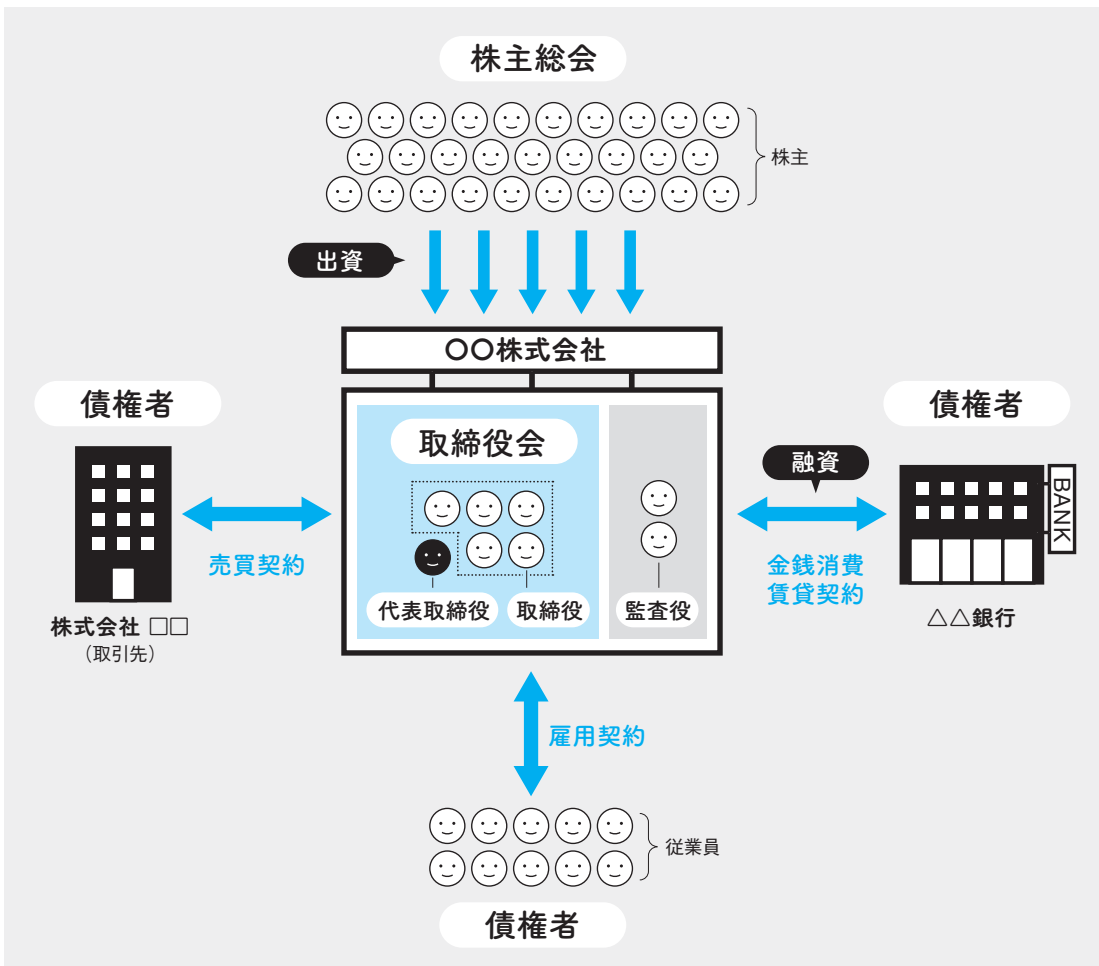 株主総会
株主
出資
〇〇株式会社
債権者
債権者
取締役会
融資
BANK
売買契約
金銭消費
賃貸契約
代表取締役
取締役
監査役
株式会社 □□
（取引先）
△△銀行
雇用契約
従業員
債権者